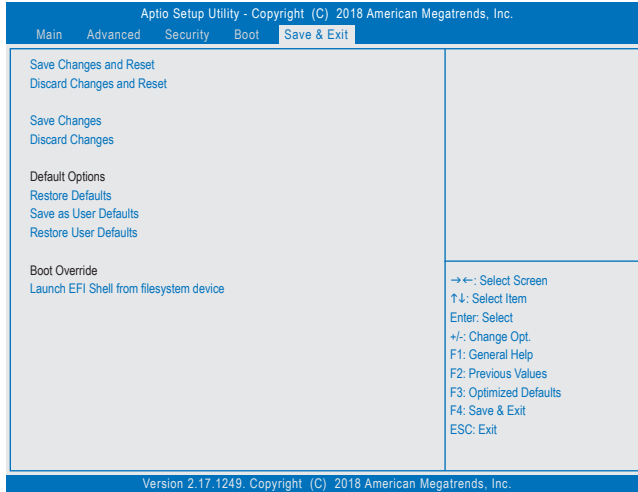 Aptio Setup Utility - Copyright (C) 2018 American Megatrends, Inc.
Main Advanced Security Boot Save & Exit
Save Changes and Reset
Discard Changes and Reset
Save Changes
Discard Changes
Default Options
Restore Defaults
Save as User Defaults
Restore User Defaults
Boot Override
Launch EFI Shell from filesystem device
→←: Select Screen
↑↓: Select Item
Enter: Select
+/-: Change Opt.
F1: General Help
F2: Previous Values
F3: Optimized Defaults
F4: Save & Exit
ESC: Exit
Version 2.17.1249. Copyright (C) 2018 American Megatrends, Inc.